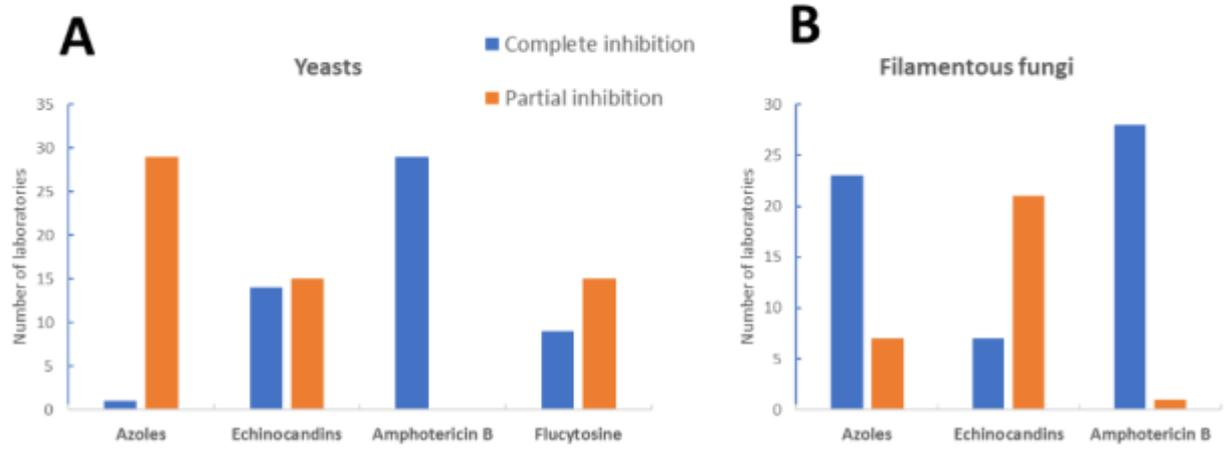 A
Yeasts
Complete inhibition
Partial inhibition
Number of laboratories
35
30
25
20
15
10
5
0
Azoles Echinocandins Amphotericin B Flucytosine
B
Filamentous fungi
Number of laboratories
30
25
20
15
10
5
0
Azoles Echinocandins Amphotericin B